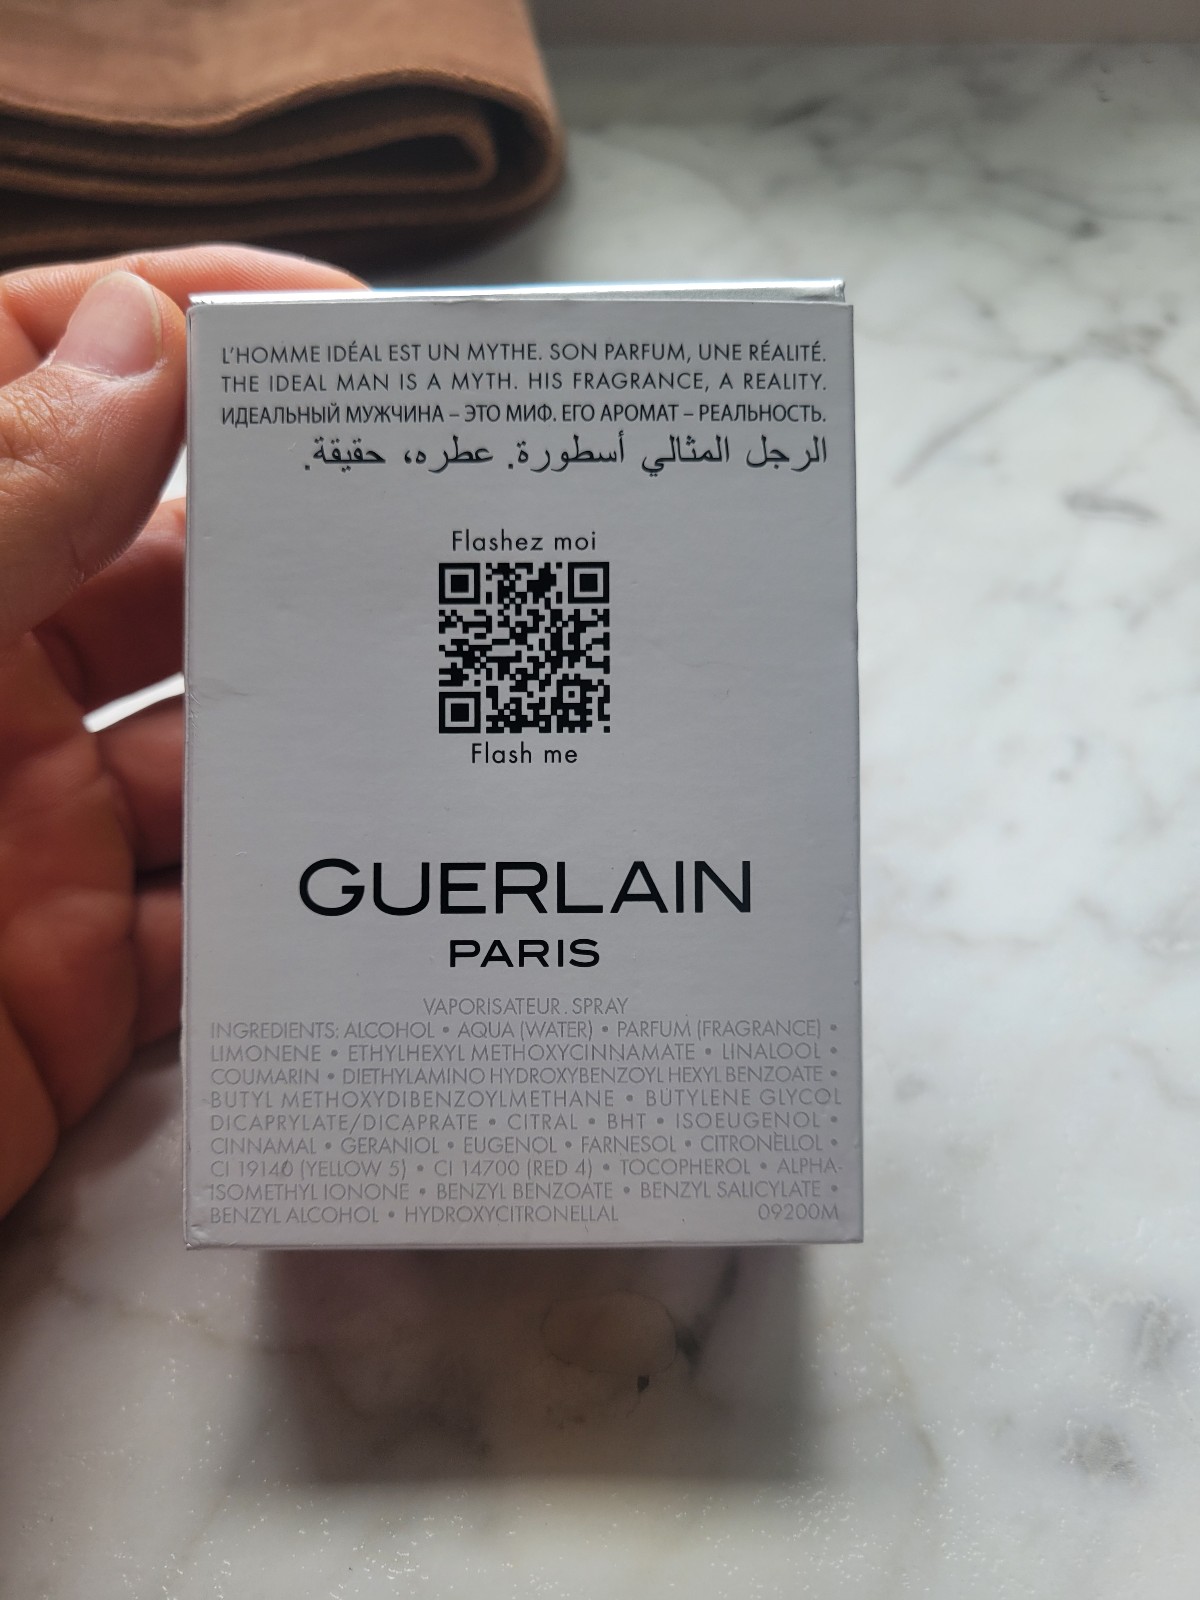 L'HOMME IDÉAL EST UN MYTHE. SON PARFUM, UNE RÉALITÉ.
THE IDEAL MAN IS A MYTH. HIS FRAGRANCE, A REALITY.
ИДЕАЛЬНЫЙ МУЖЧИНА – ЭТО МИФ. ЕГО АРОМАТ – РЕАЛЬНОСТЬ.
الرجل المثالي أسطورة. عطره، حقيقة.
Flashez moi
Flash me
GUERLAIN
PARIS
VAPORISATEUR. SPRAY
INGREDIENTS: ALCOHOL • AQUA (WATER) • PARFUM (FRAGRANCE) •
LIMONENE • ETHYLHEXYL METHOXYCINNAMATE • LINALOOL •
COUMARIN • DIETHYLAMINO HYDROXYBENZOYL HEXYL BENZOATE •
BUTYL METHOXYDIBENZOYLMETHANE • BUTYLENE GLYCOL
DICAPRYLATE/DICAPRATE • CITRAL • BHT • ISOEUGENOL •
CINNAMAL • GERANIOL • EUGENOL • FARNESOL • CITRONELLOL •
CI 19140 (YELLOW 5) • CI 14700 (RED 4) • TOCOPHEROL • ALPHA-
ISOMETHYL IONONE • BENZYL BENZOATE • BENZYL SALICYLATE •
BENZYL ALCOHOL • HYDROXYCITRONELLAL 09200M